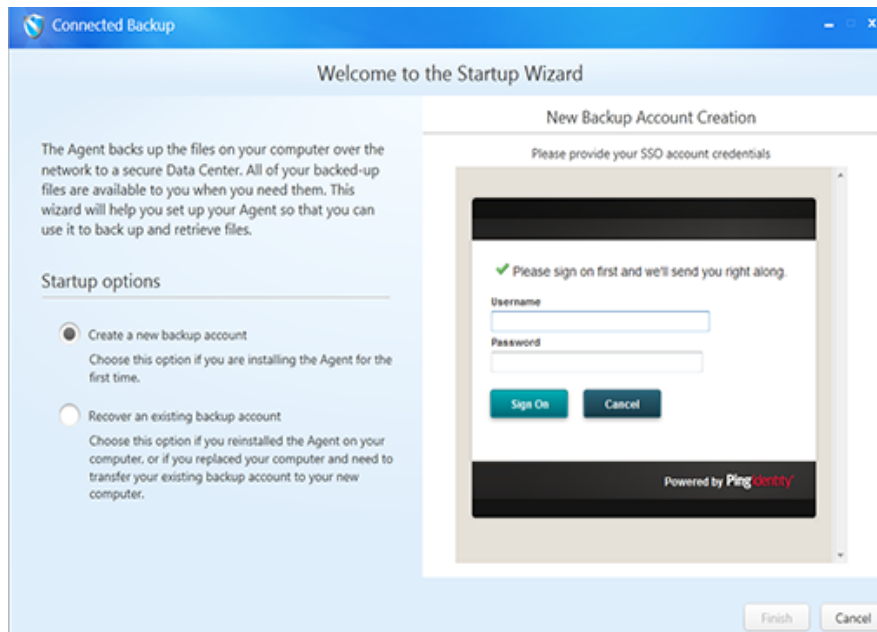 Connected Backup
Welcome to the Startup Wizard
The Agent backs up the files on your computer over the
network to a secure Data Center. All of your backed-up
files are available to you when you need them. This
wizard will help you set up your Agent so that you can
use it to back up and retrieve files.
Startup options
Create a new backup account
Choose this option if you are installing the Agent for the
first time.
Recover an existing backup account
Choose this option if you reinstalled the Agent on your
computer, or if you replaced your computer and need to
transfer your existing backup account to your new
computer.
New Backup Account Creation
Please provide your SSO account credentials
Please sign on first and we'll send you right along.
Username
Password
Sign On
Cancel
Powered by PingIdentity
Finish
Cancel